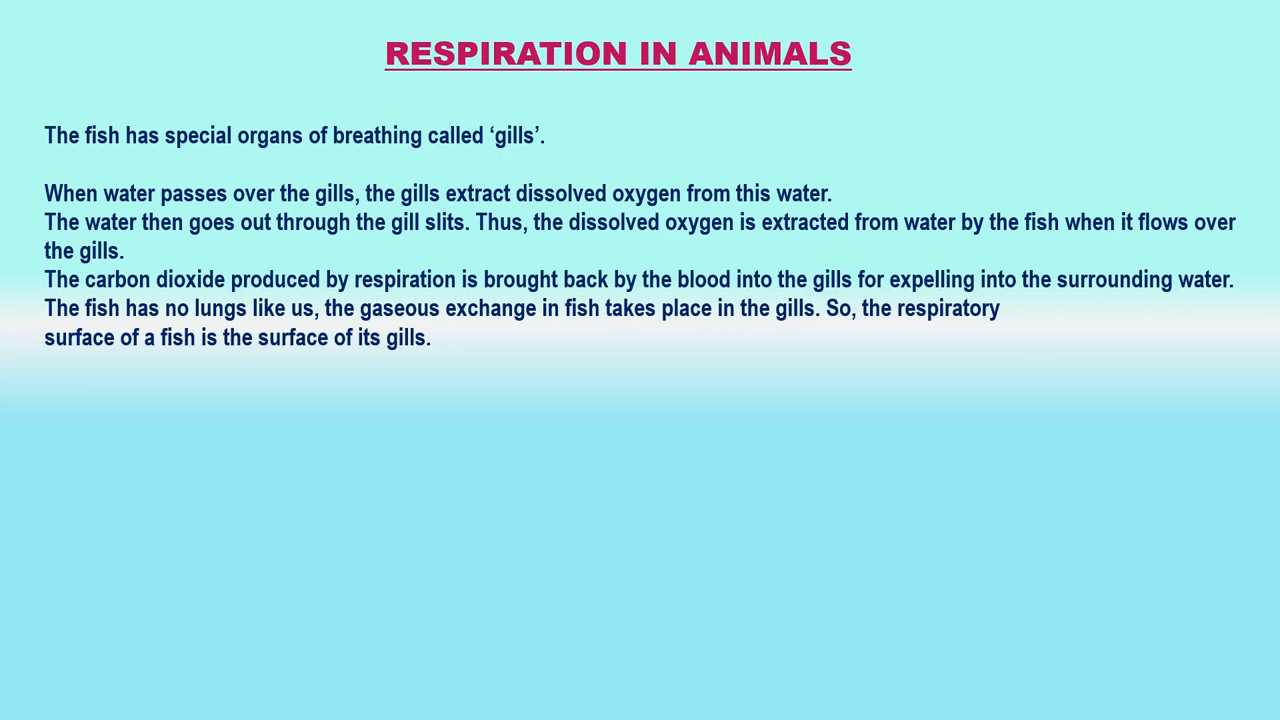 RESPIRATION IN ANIMALS
The fish has special organs of breathing called ‘gills’.
When water passes over the gills, the gills extract dissolved oxygen from this water.
The water then goes out through the gill slits. Thus, the dissolved oxygen is extracted from water by the fish when it flows over
the gills.
The carbon dioxide produced by respiration is brought back by the blood into the gills for expelling into the surrounding water.
The fish has no lungs like us, the gaseous exchange in fish takes place in the gills. So, the respiratory
surface of a fish is the surface of its gills.